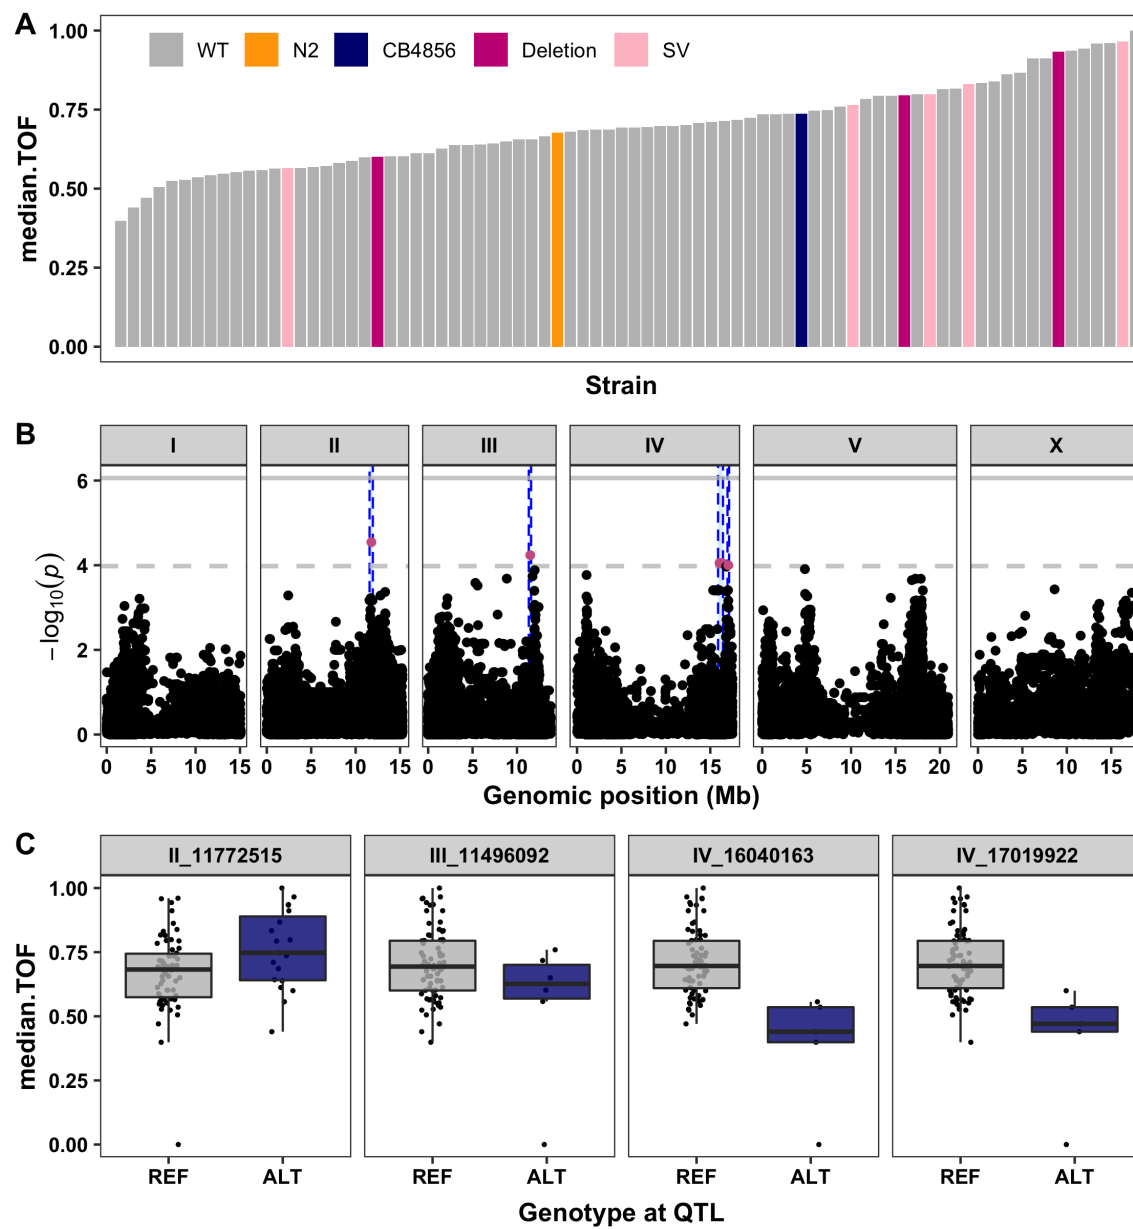 A
WT N2 CB4856 Deletion SV
median.TOF
1.00
0.75
0.50
0.25
0.00
Strain
B
I II III IV V X
−log10(p)
6
4
2
0
0 5 10 15 0 5 10 15 0 5 10 0 5 10 15 0 5 10 15 20 0 5 10 15
Genomic position (Mb)
C
II_11772515 III_11496092 IV_16040163 IV_17019922
median.TOF
1.00
0.75
0.50
0.25
0.00
REF ALT REF ALT REF ALT REF ALT
Genotype at QTL